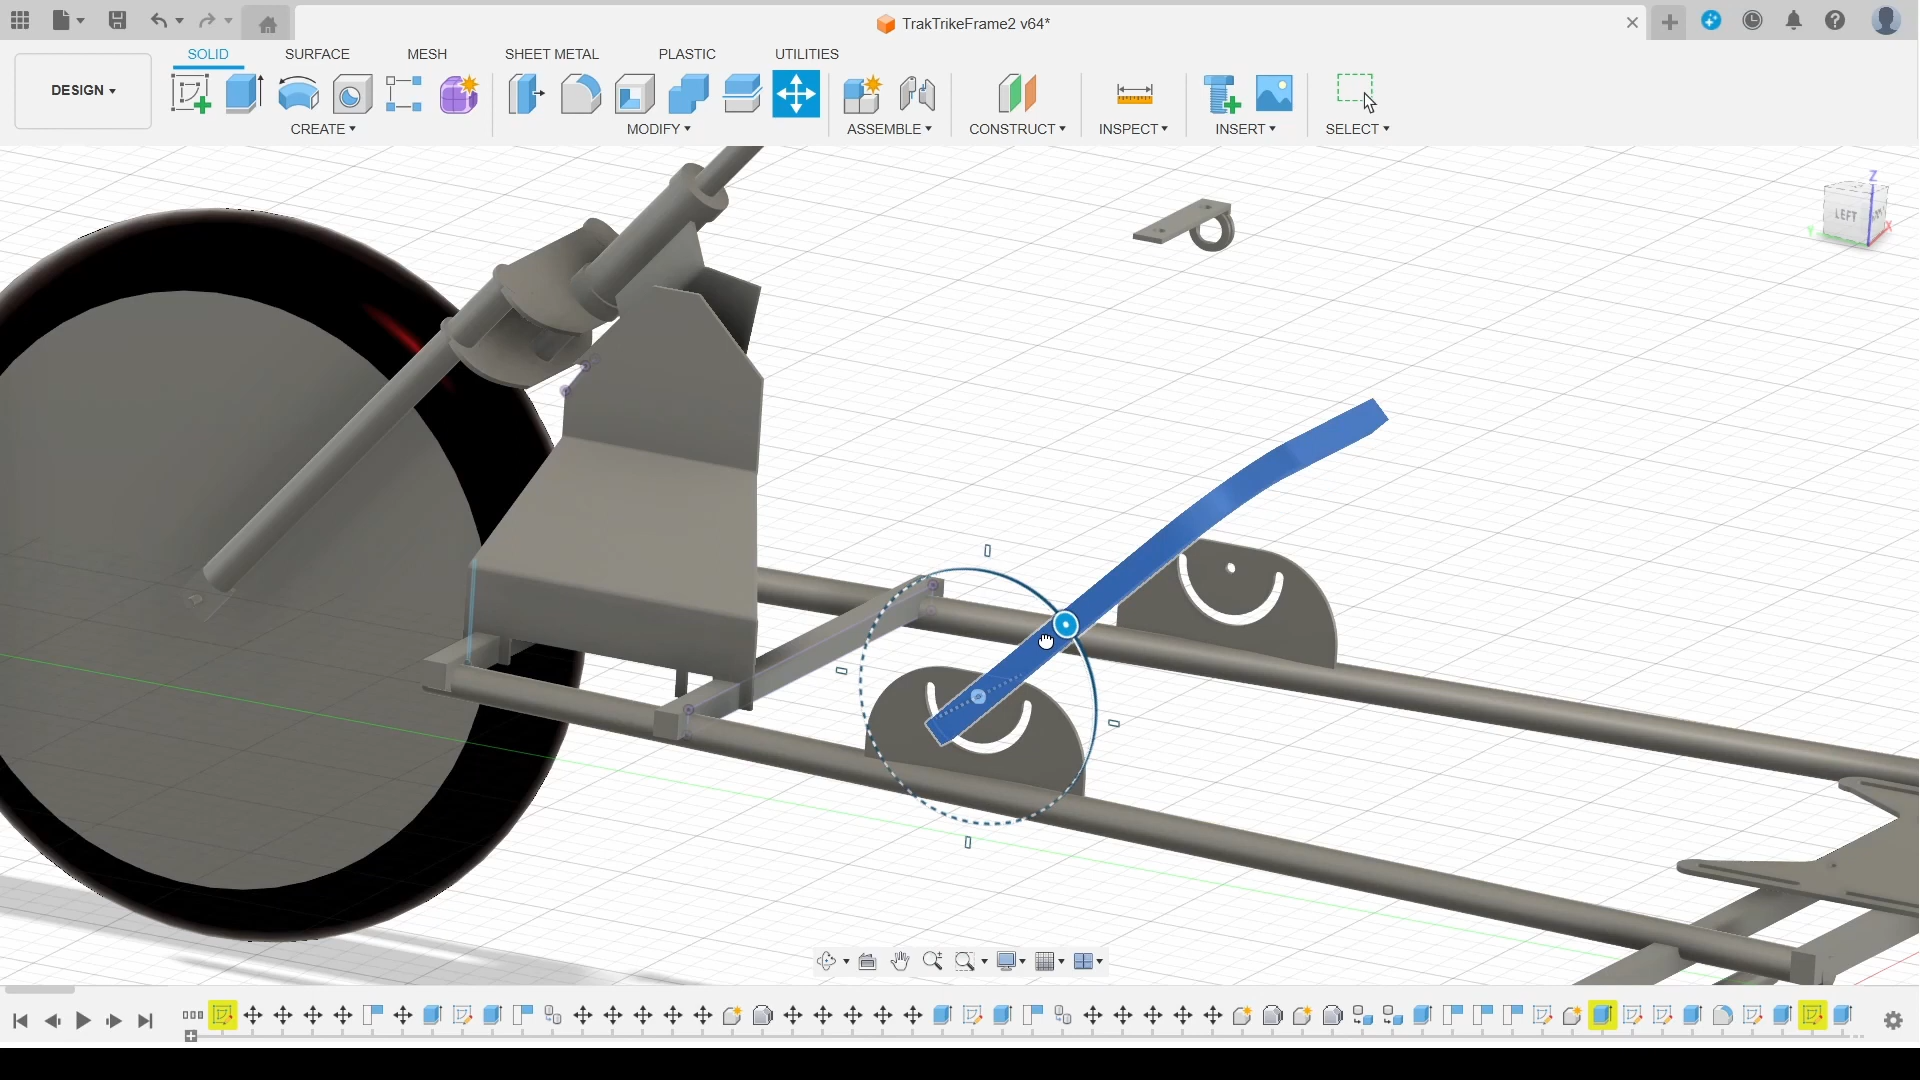 TrakTrikeFrame2 v64*
SOLID SURFACE MESH SHEET METAL PLASTIC UTILITIES
DESIGN
CREATE MODIFY ASSEMBLE CONSTRUCT INSPECT INSERT SELECT
Z
LEFT
Y
X